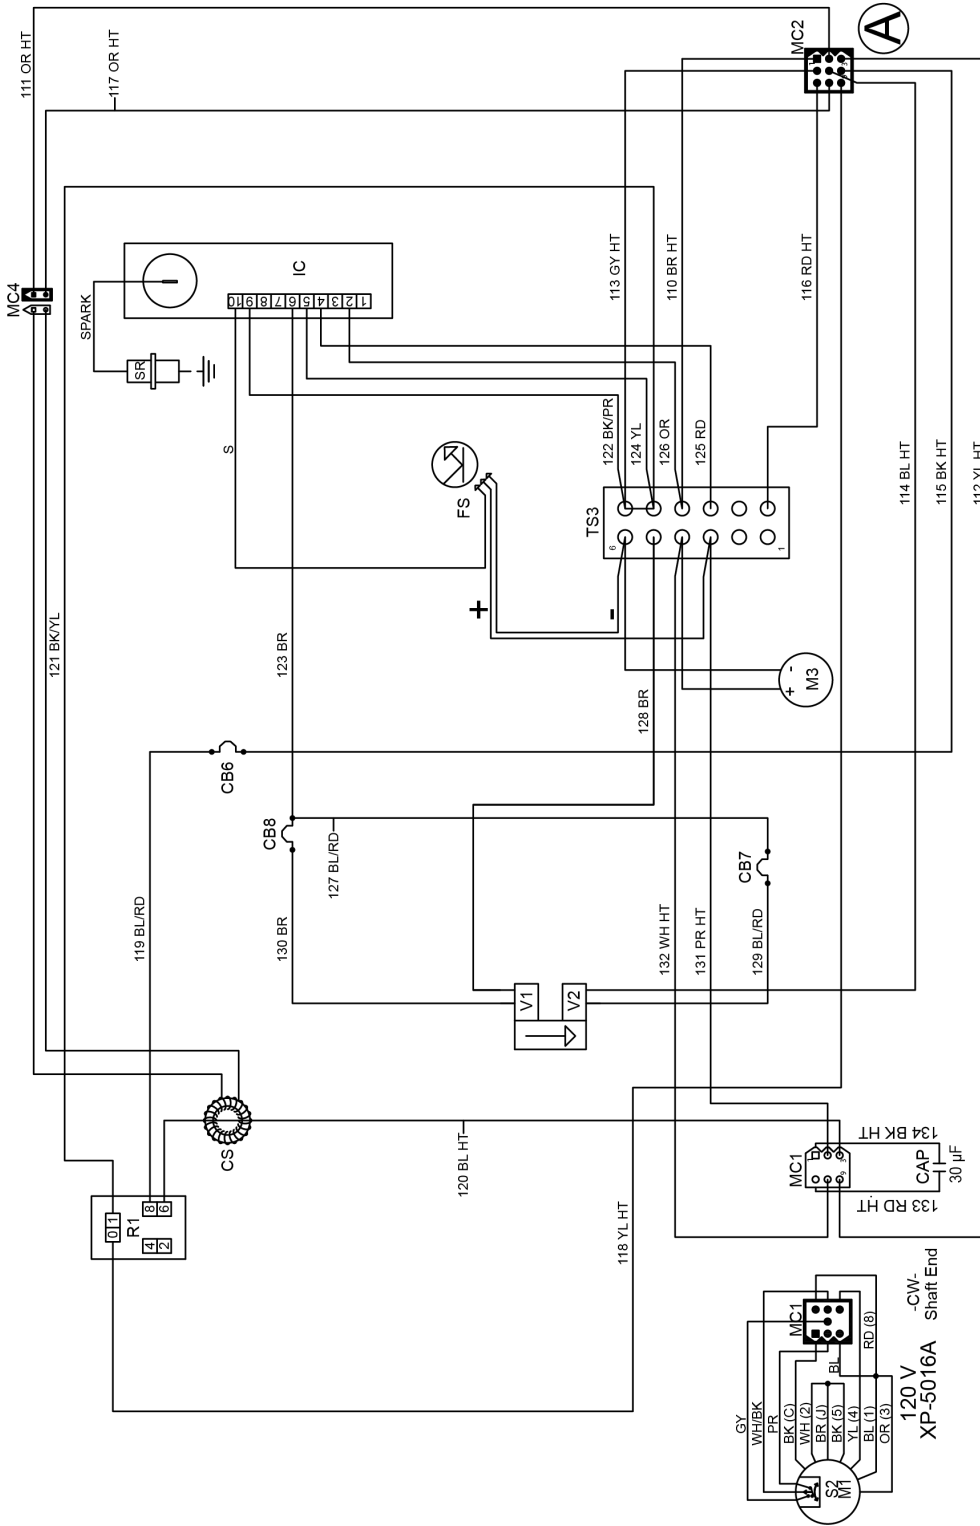 111 OR HT
117 OR HT
MC4
SPARK
SR
IC
1 2 3 4 5 6 7 8 9 10
S
FS
+
-
121 BK/YL
123 BR
122 BK/PR
124 YL
126 OR
125 RD
113 GY HT
110 BR HT
116 RD HT
MC2
1
3
A
TS3
6
1
114 BL HT
115 BK HT
112 YL HT
M3
+ -
128 BR
CB6
CB8
127 BL/RD
CB7
119 BL/RD
130 BR
132 WH HT
131 PR HT
129 BL/RD
V1
V2
CS
120 BL HT
118 YL HT
R1
0 1
8
6
4
2
MC1
1
3
9
134 BK HT
133 RD HT
CAP
30 µF
MC1
-CW-
Shaft End
120 V
XP-5016A
GY
WH/BK
PR
BK (C)
WH (2)
BR (J)
BK (5)
YL (4)
BL (1)
OR (3)
BL
RD (8)
S2
M1